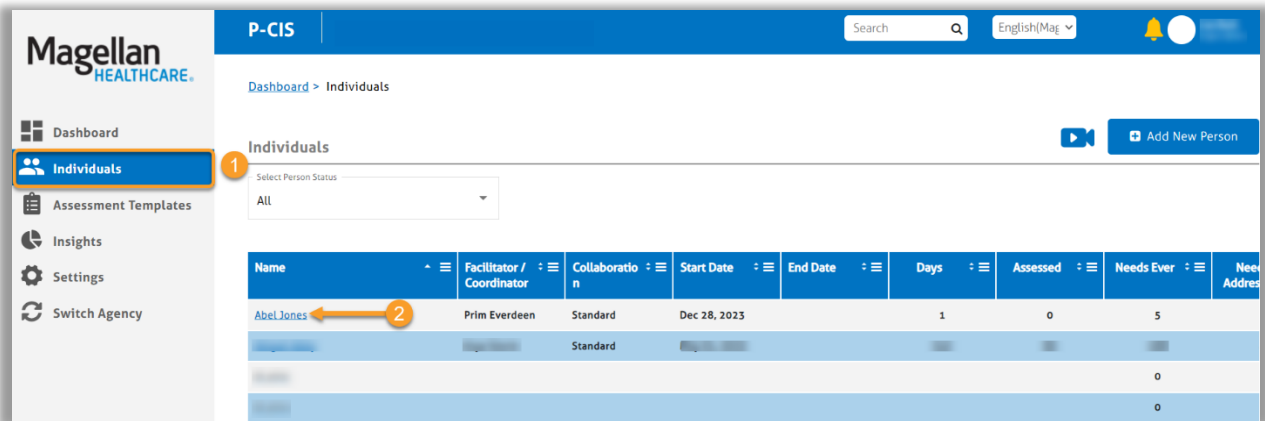 Magellan
HEALTHCARE®
P-CIS
Search
English(Mag
Dashboard > Individuals
Dashboard
Individuals
1
Assessment Templates
Insights
Settings
Switch Agency
Individuals
Add New Person
Select Person Status
All
Name Facilitator / Collaboratio Start Date End Date Days Assessed Needs Ever
Coordinator n
Abel Jones 2 Prim Everdeen Standard Dec 28, 2023 1 0 5
Standard
0
0